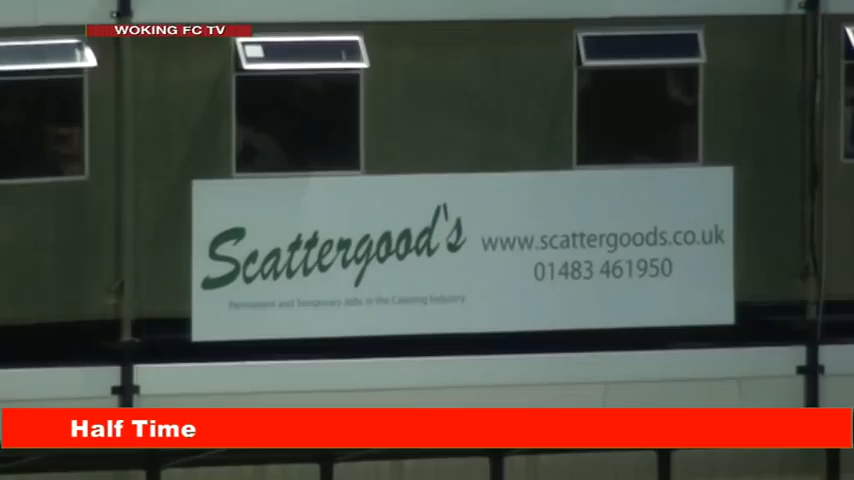 WOKING FC TV
Scattergood's
www.scattergoods.co.uk
01483 461950
Permanent and Temporary Jobs in the Catering Industry
Half Time